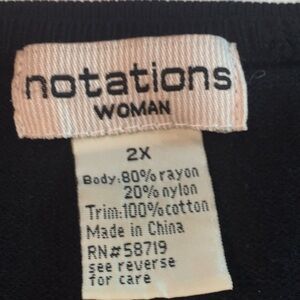 notations
WOMAN
2X
Body:80%rayon
20%nylon
Trim:100%cotton
Made in China
RN#58719
see reverse
for care